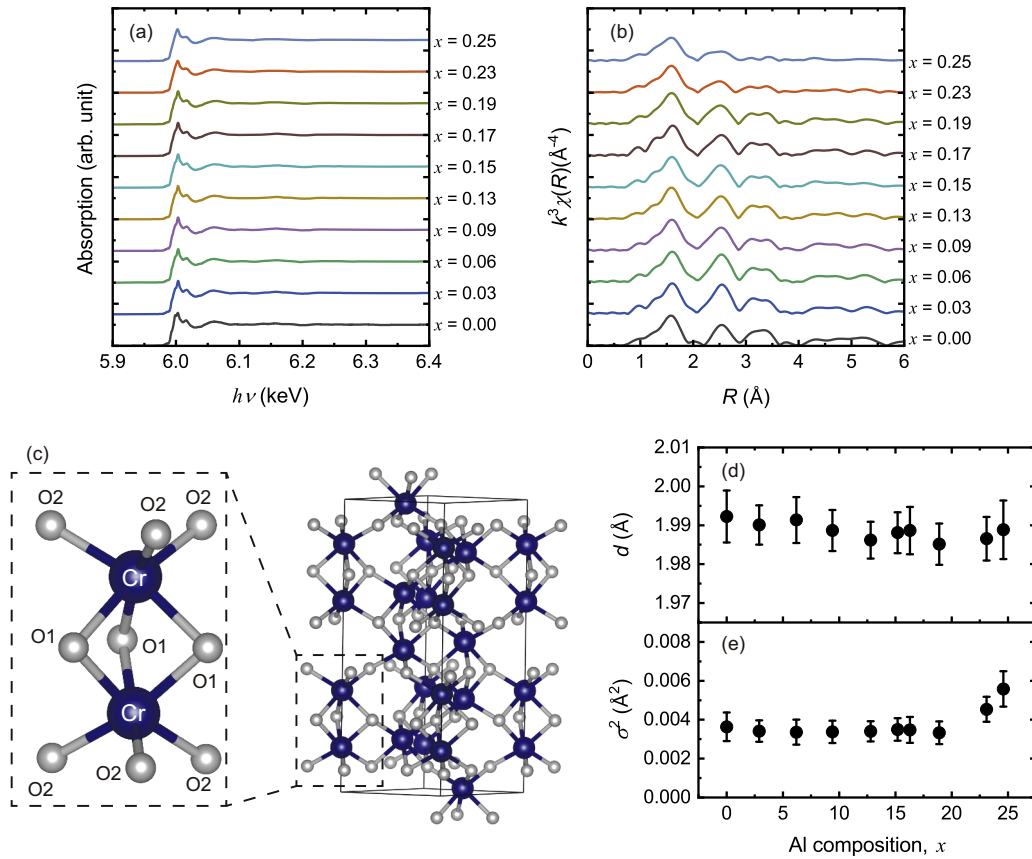 (a)
Absorption (arb. unit)
x = 0.25
x = 0.23
x = 0.19
x = 0.17
x = 0.15
x = 0.13
x = 0.09
x = 0.06
x = 0.03
x = 0.00
5.9 6.0 6.1 6.2 6.3 6.4
hν (keV)
(b)
k³χ(R)(Å⁻⁴)
x = 0.25
x = 0.23
x = 0.19
x = 0.17
x = 0.15
x = 0.13
x = 0.09
x = 0.06
x = 0.03
x = 0.00
0 1 2 3 4 5 6
R (Å)
(c)
O2 O2 O2
Cr
O1 O1 O1
Cr
O2 O2 O2
(d)
d (Å)
2.01
2.00
1.99
1.98
1.97
(e)
σ² (Å²)
0.008
0.006
0.004
0.002
0.000
0 5 10 15 20 25
Al composition, x